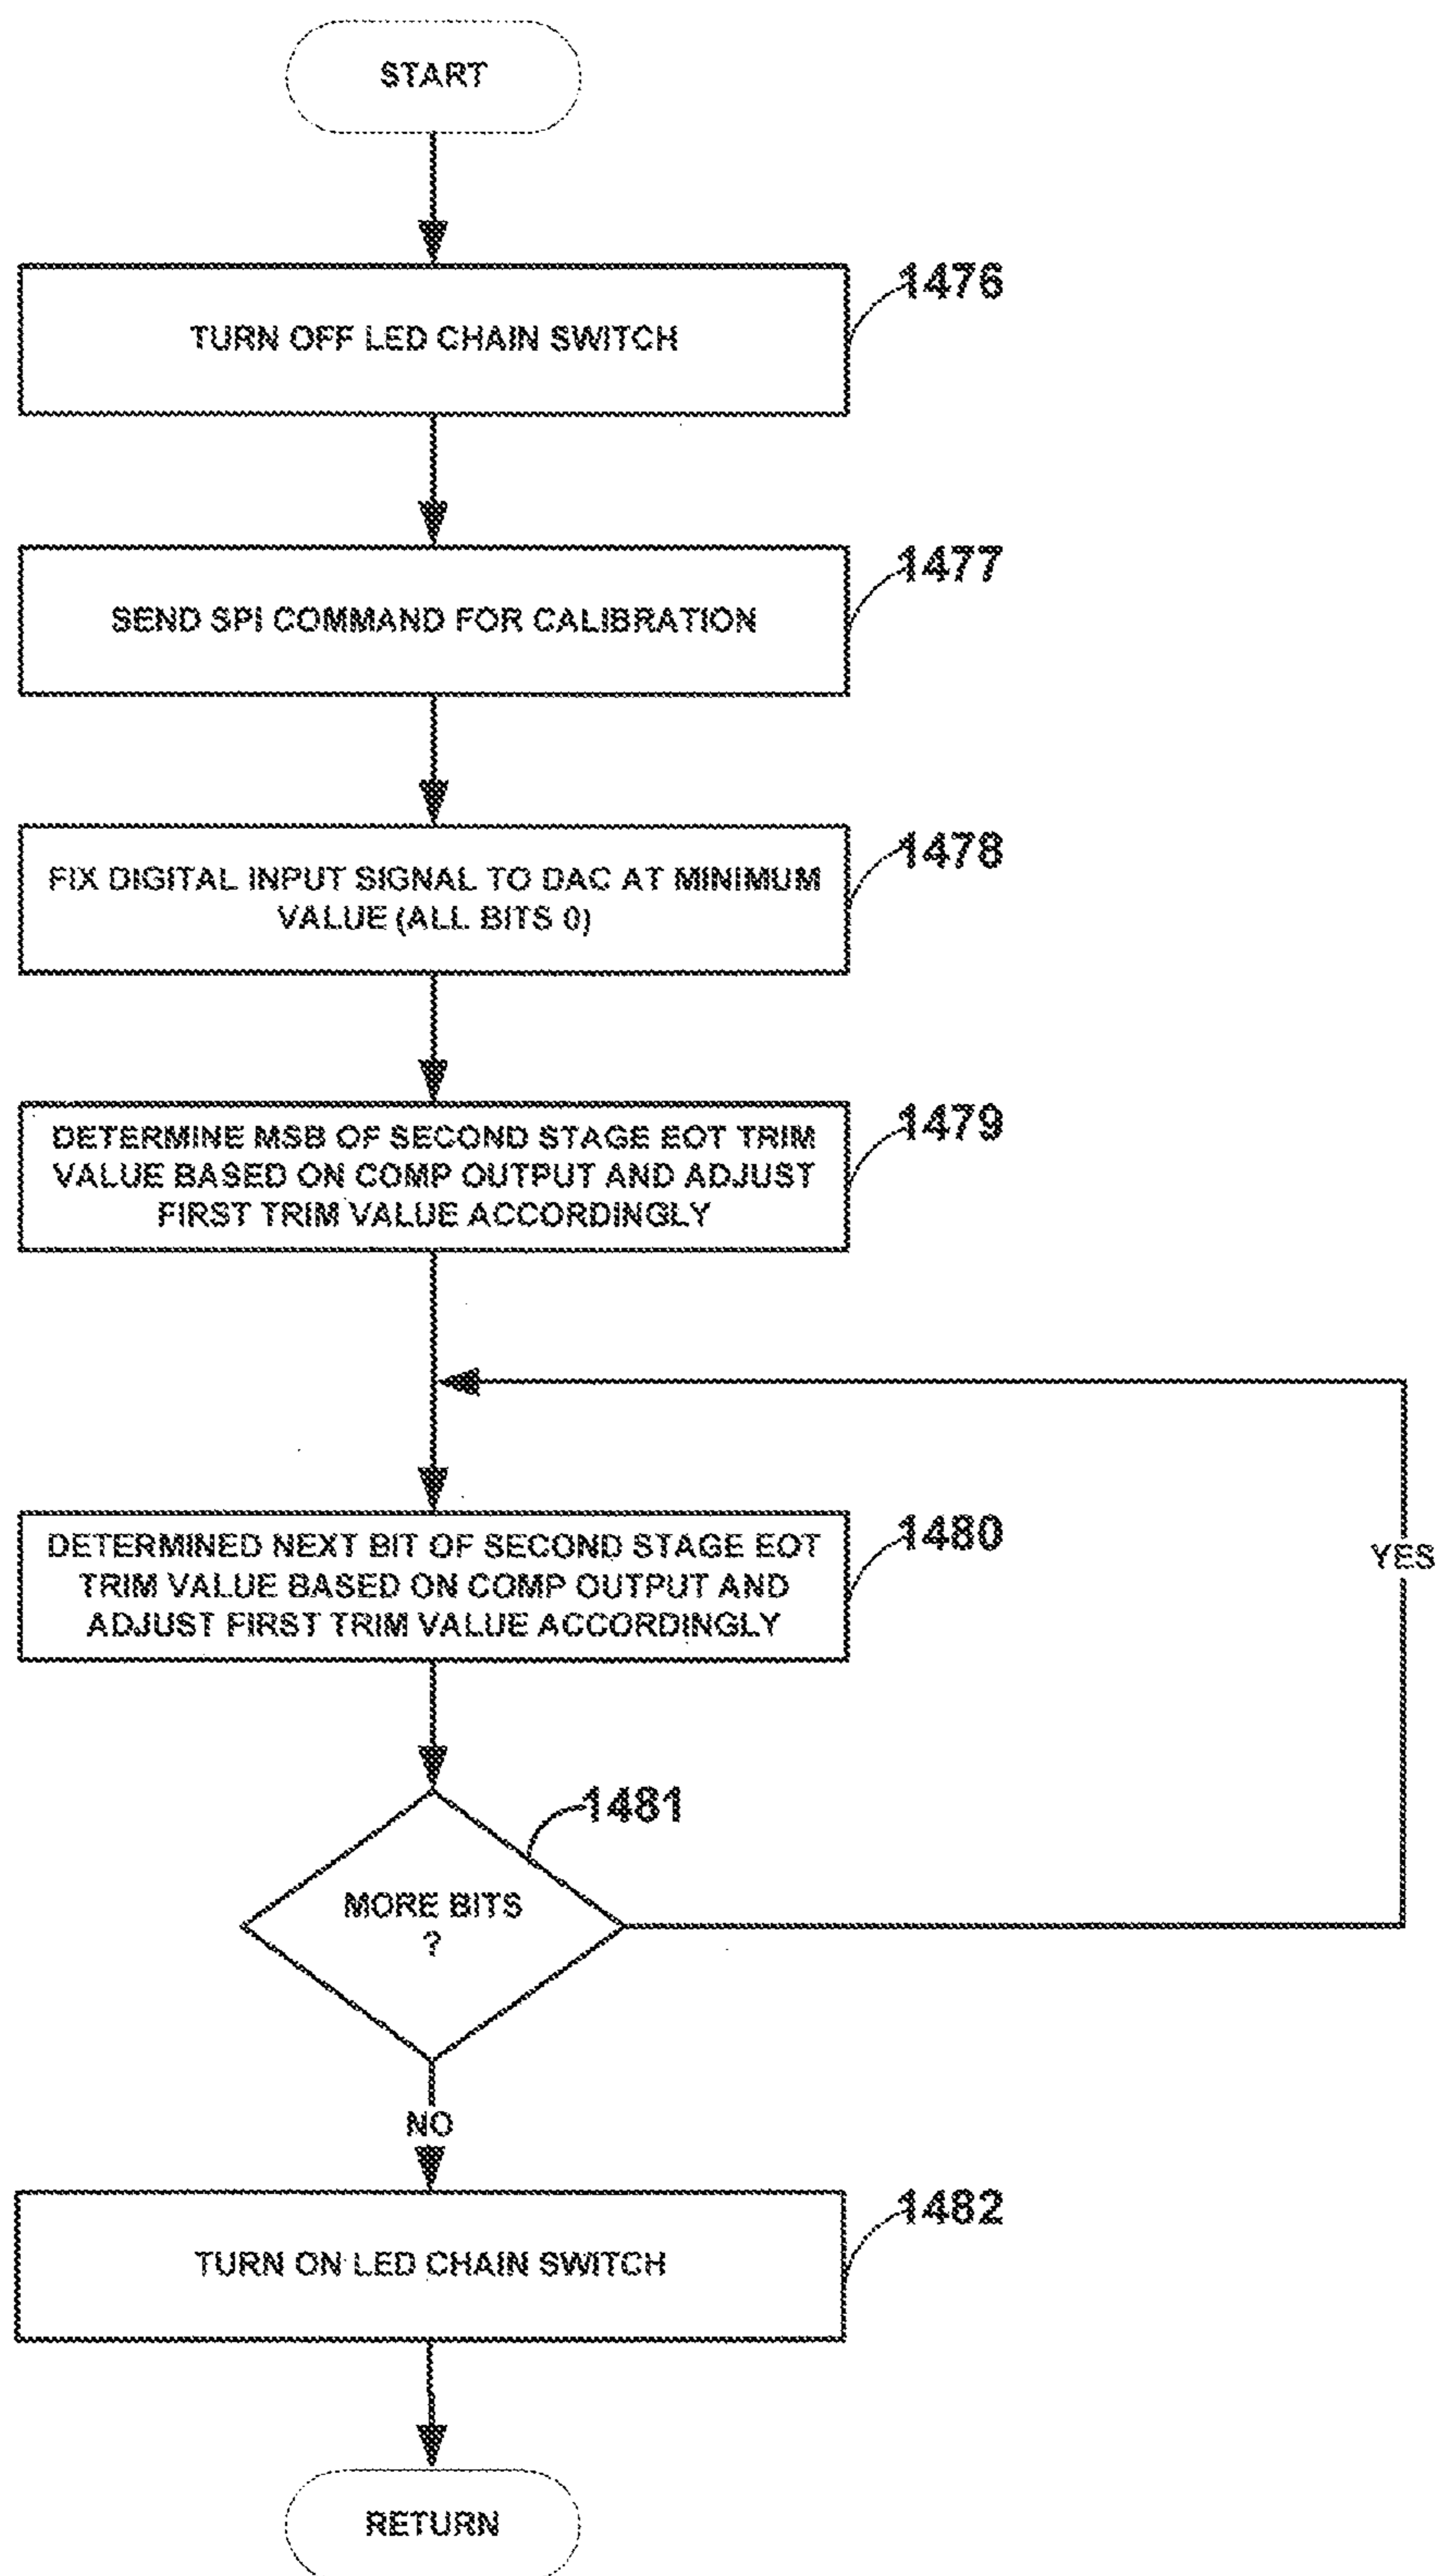 START
1476
TURN OFF LED CHAIN SWITCH
1477
SEND SPI COMMAND FOR CALIBRATION
1478
FIX DIGITAL INPUT SIGNAL TO DAC AT MINIMUM
VALUE (ALL BITS 0)
1479
DETERMINE MSB OF SECOND STAGE EOT TRIM
VALUE BASED ON COMP OUTPUT AND ADJUST
FIRST TRIM VALUE ACCORDINGLY
1480
DETERMINED NEXT BIT OF SECOND STAGE EOT
TRIM VALUE BASED ON COMP OUTPUT AND
ADJUST FIRST TRIM VALUE ACCORDINGLY
YES
1481
MORE BITS
?
NO
1482
TURN ON LED CHAIN SWITCH
RETURN